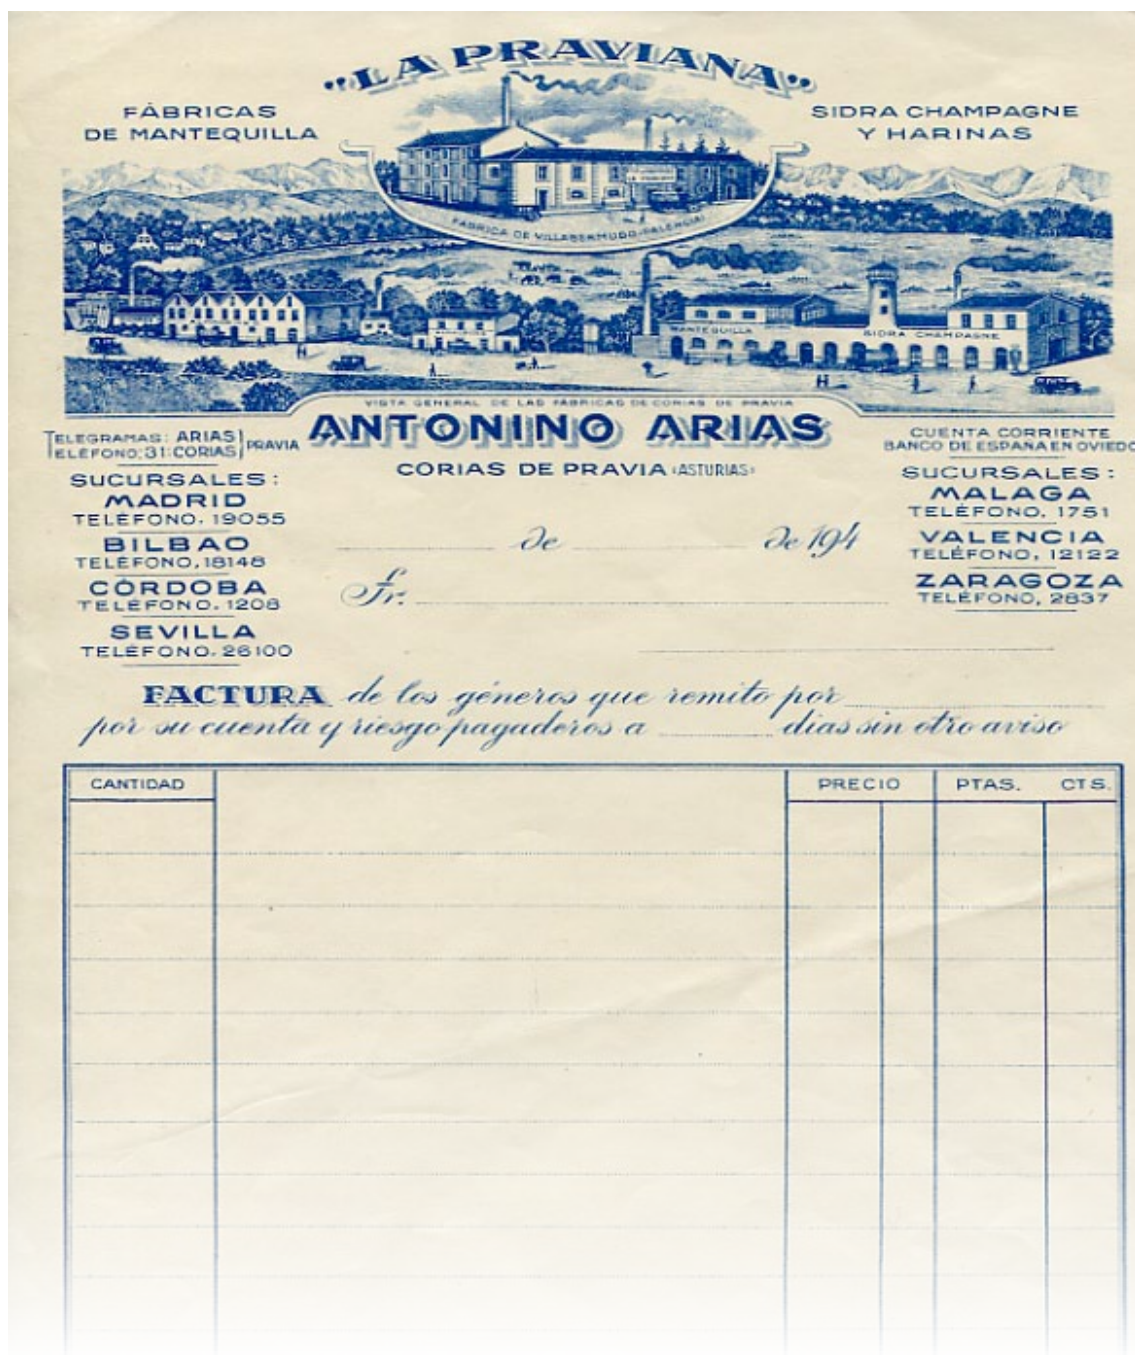 "LA PRAVIANA"
FÁBRICAS
DE MANTEQUILLA
SIDRA CHAMPAGNE
Y HARINAS
FABRICA DE VILLABERMUDO (PALENCIA)
MANTEQUILLA
SIDRA CHAMPAGNE
VISTA GENERAL DE LAS FABRICAS DE CORIAS DE PRAVIA
ANTONINO ARIAS
CORIAS DE PRAVIA (ASTURIAS)
TELEGRAMAS: ARIAS
TELÉFONO: 31: CORIAS
PRAVIA
SUCURSALES:
MADRID
TELÉFONO. 19055
BILBAO
TELÉFONO, 18146
CÓRDOBA
TELÉFONO. 1208
SEVILLA
TELÉFONO. 26100
CUENTA CORRIENTE
BANCO DE ESPAÑA EN OVIEDO
SUCURSALES:
MALAGA
TELÉFONO, 1751
VALENCIA
TELÉFONO, 12122
ZARAGOZA
TELÉFONO, 2837
de de 194
Sr.
FACTURA de los géneros que remito por
por su cuenta y riesgo pagaderos a días sin otro aviso
CANTIDAD PRECIO PTAS. CTS.